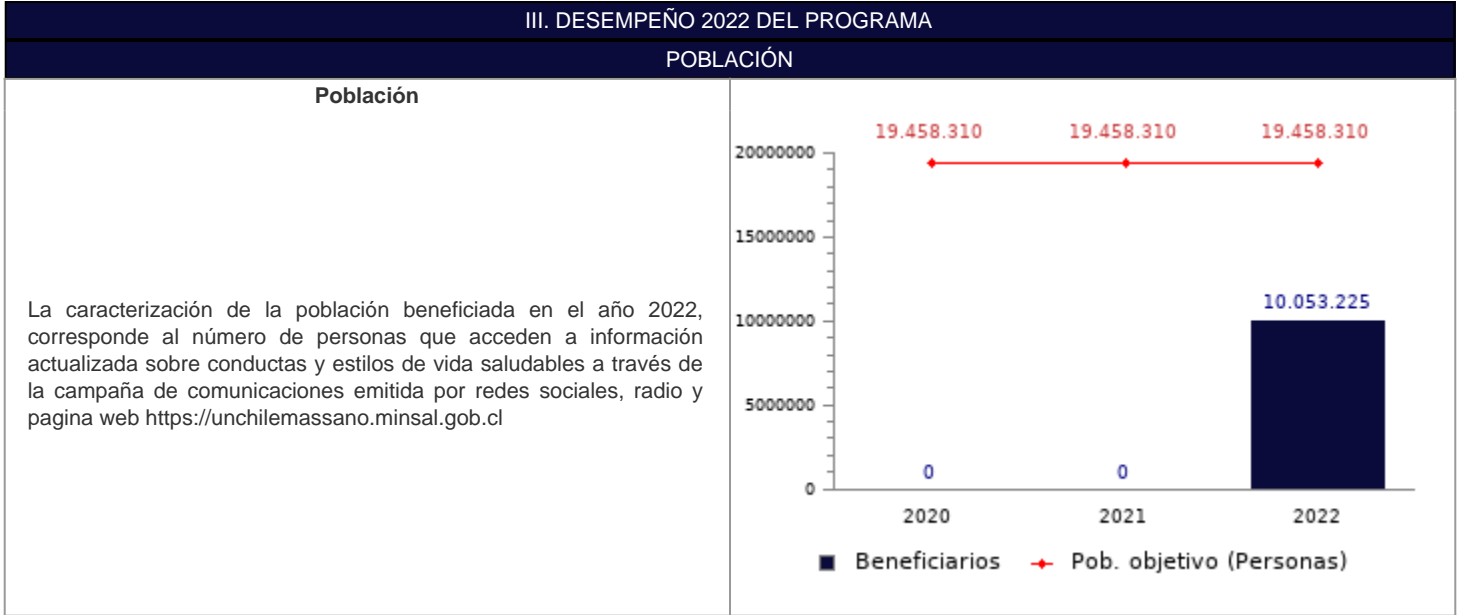 III. DESEMPEÑO 2022 DEL PROGRAMA
POBLACIÓN
Población
La caracterización de la población beneficiada en el año 2022,
corresponde al número de personas que acceden a información
actualizada sobre conductas y estilos de vida saludables a través de
la campaña de comunicaciones emitida por redes sociales, radio y
pagina web https://unchilemassano.minsal.gob.cl
19.458.310 19.458.310 19.458.310
20000000
15000000
10.053.225
10000000
5000000
0 0
0
2020 2021 2022
Beneficiarios Pob. objetivo (Personas)